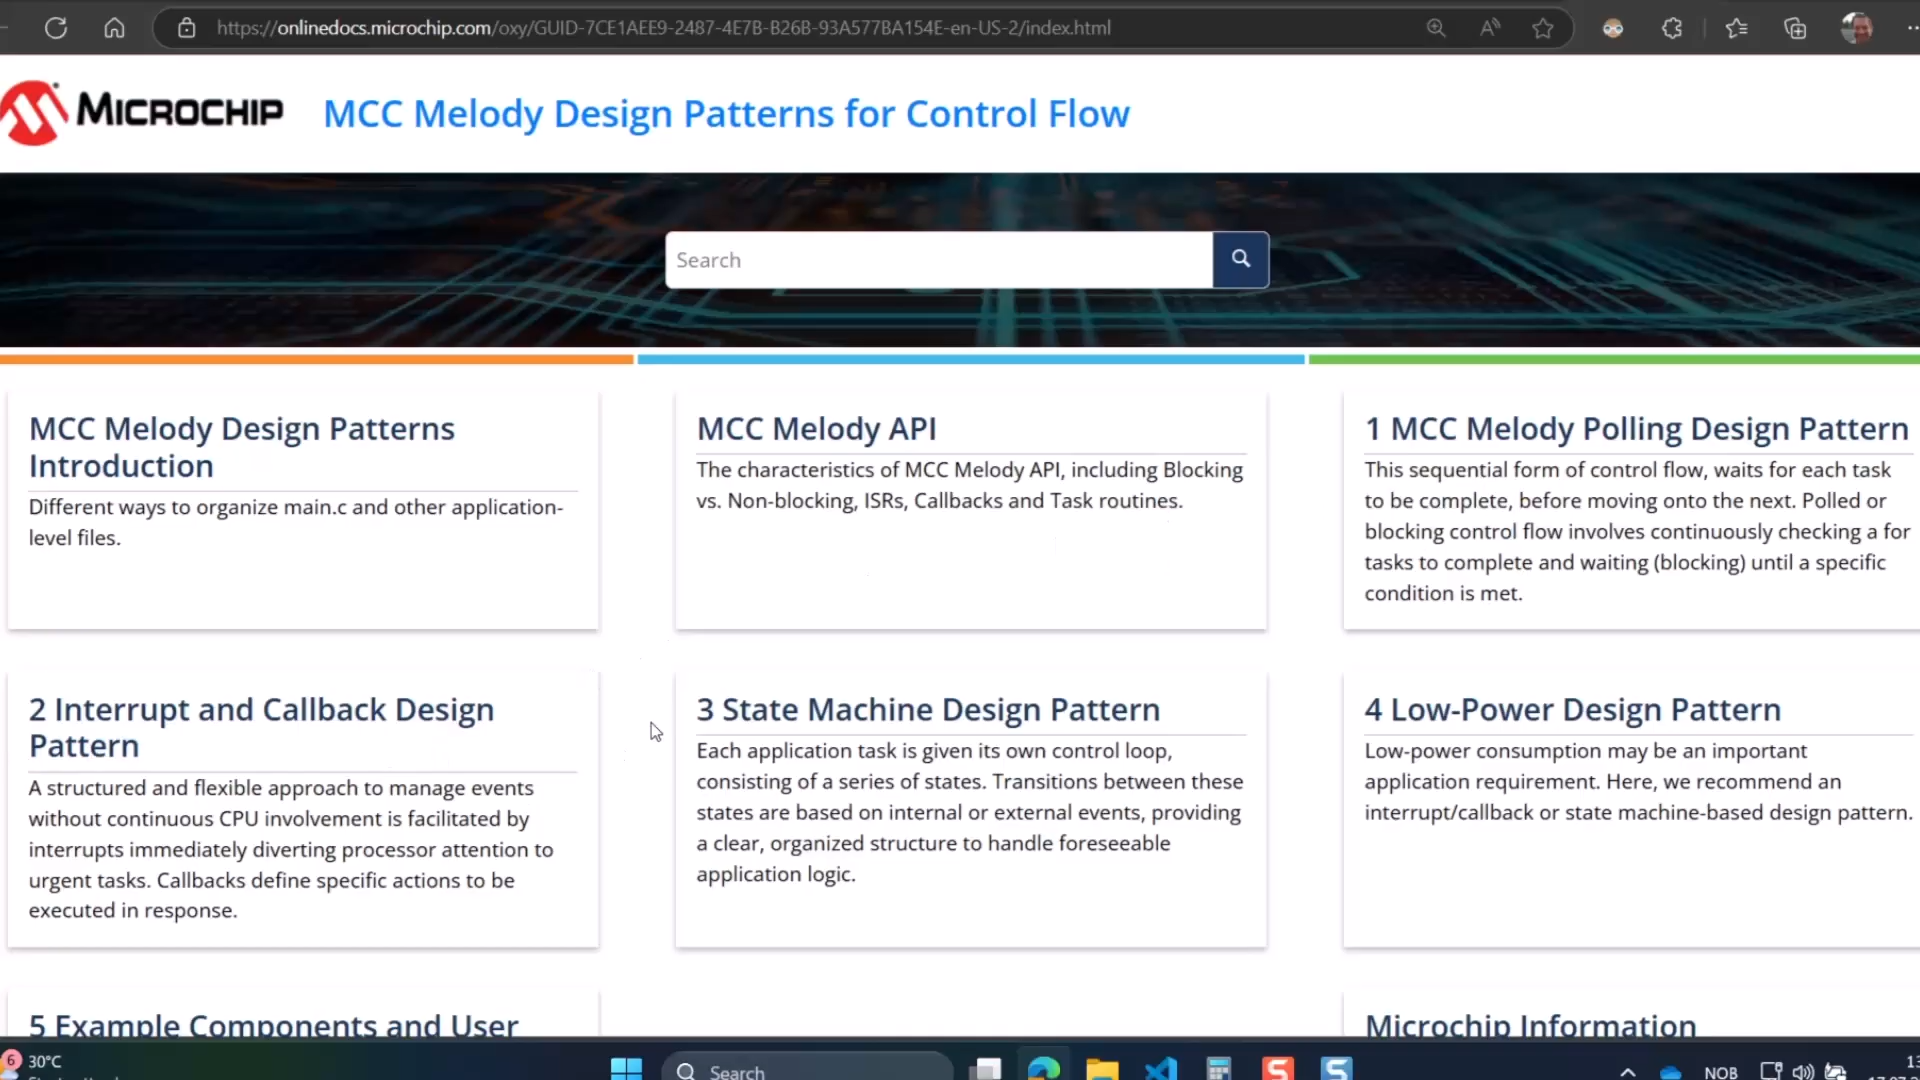 https://onlinedocs.microchip.com/oxy/GUID-7CE1AEE9-2487-4E7B-B26B-93A577BA154E-en-US-2/index.html
MICROCHIP
MCC Melody Design Patterns for Control Flow
Search
MCC Melody Design Patterns
Introduction
Different ways to organize main.c and other application-
level files.
MCC Melody API
The characteristics of MCC Melody API, including Blocking
vs. Non-blocking, ISRs, Callbacks and Task routines.
1 MCC Melody Polling Design Pattern
This sequential form of control flow, waits for each task
to be complete, before moving onto the next. Polled or
blocking control flow involves continuously checking a for
tasks to complete and waiting (blocking) until a specific
condition is met.
2 Interrupt and Callback Design
Pattern
A structured and flexible approach to manage events
without continuous CPU involvement is facilitated by
interrupts immediately diverting processor attention to
urgent tasks. Callbacks define specific actions to be
executed in response.
3 State Machine Design Pattern
Each application task is given its own control loop,
consisting of a series of states. Transitions between these
states are based on internal or external events, providing
a clear, organized structure to handle foreseeable
application logic.
4 Low-Power Design Pattern
Low-power consumption may be an important
application requirement. Here, we recommend an
interrupt/callback or state machine-based design pattern.
5 Example Components and User
Microchip Information
6
30°C
Search
NOB